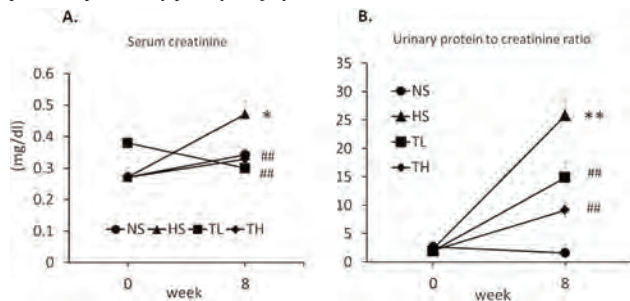 A.
Serum creatinine
0.6
0.5
0.4
0.3
0.2
0.1
0
(mg/dl)
*
##
##
NS HS TL TH
0 8
week
B.
Urinary protein to creatinine ratio
35
30
25
20
15
10
5
0
NS
HS
TL
TH
**
##
##
0 8
week